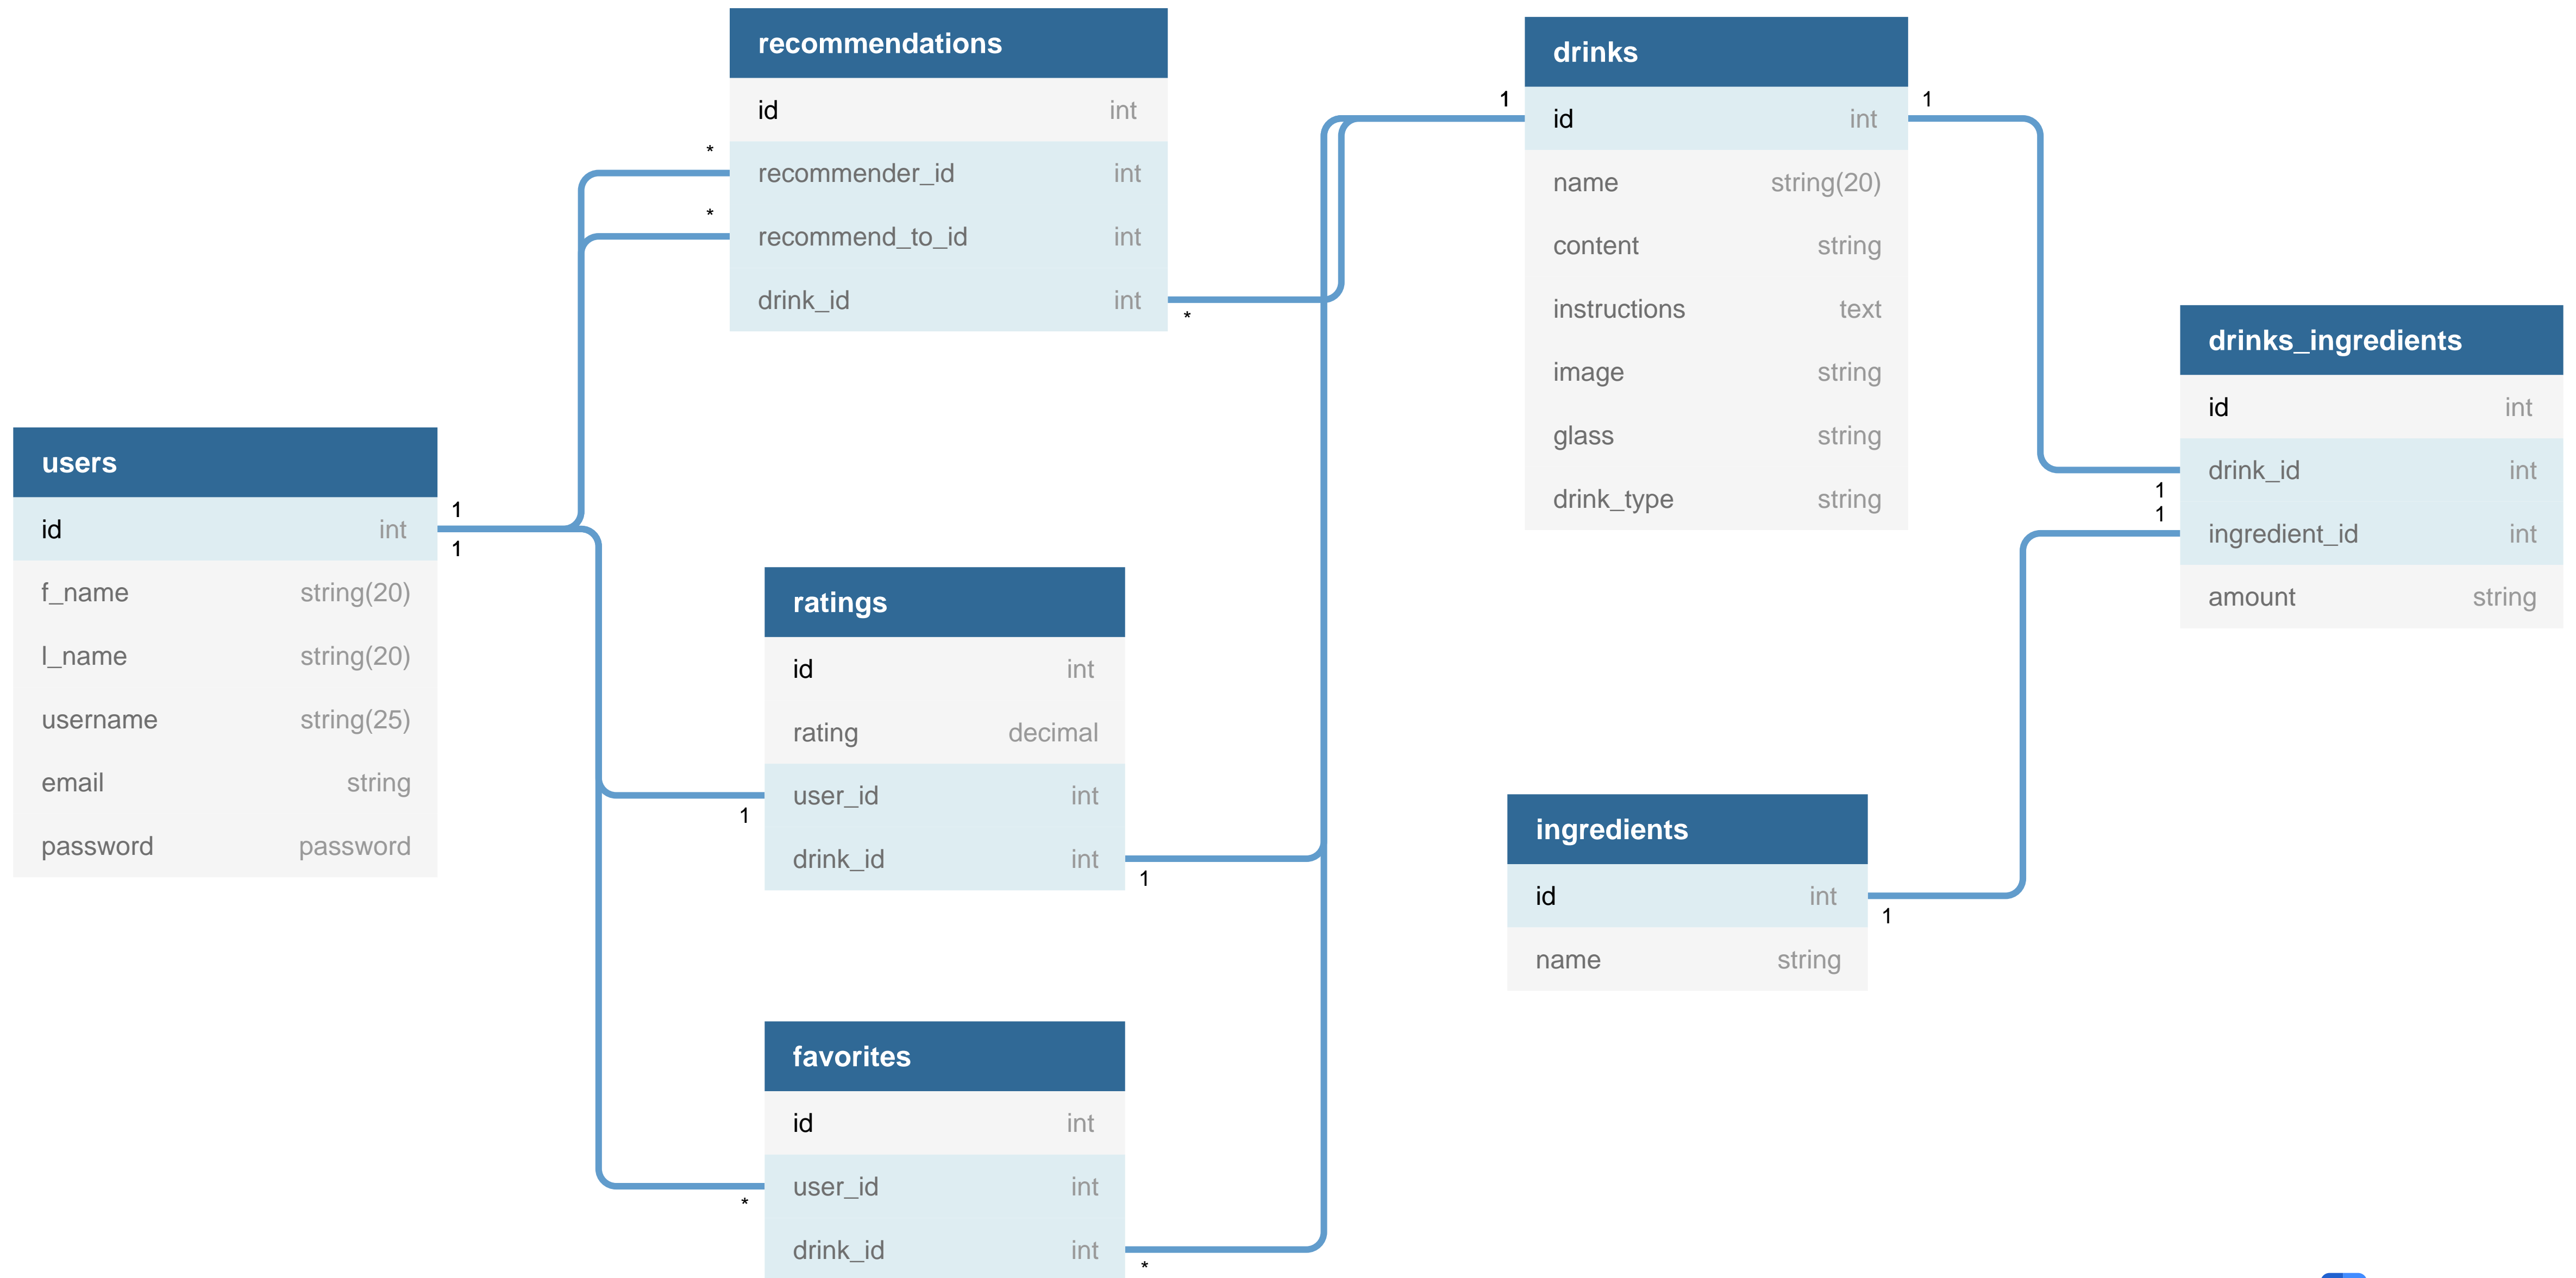 recommendations
id int
* recommender_id int
* recommend_to_id int
drink_id int
*
drinks
1 id int 1
name string(20)
content string
instructions text
image string
glass string
drink_type string
drinks_ingredients
id int
drink_id int
1
1
ingredient_id int
amount string
users
id int
1
1
f_name string(20)
l_name string(20)
username string(25)
email string
password password
ratings
id int
rating decimal
user_id int
1
drink_id int
1
ingredients
id int
1
name string
favorites
id int
user_id int
*
drink_id int
*